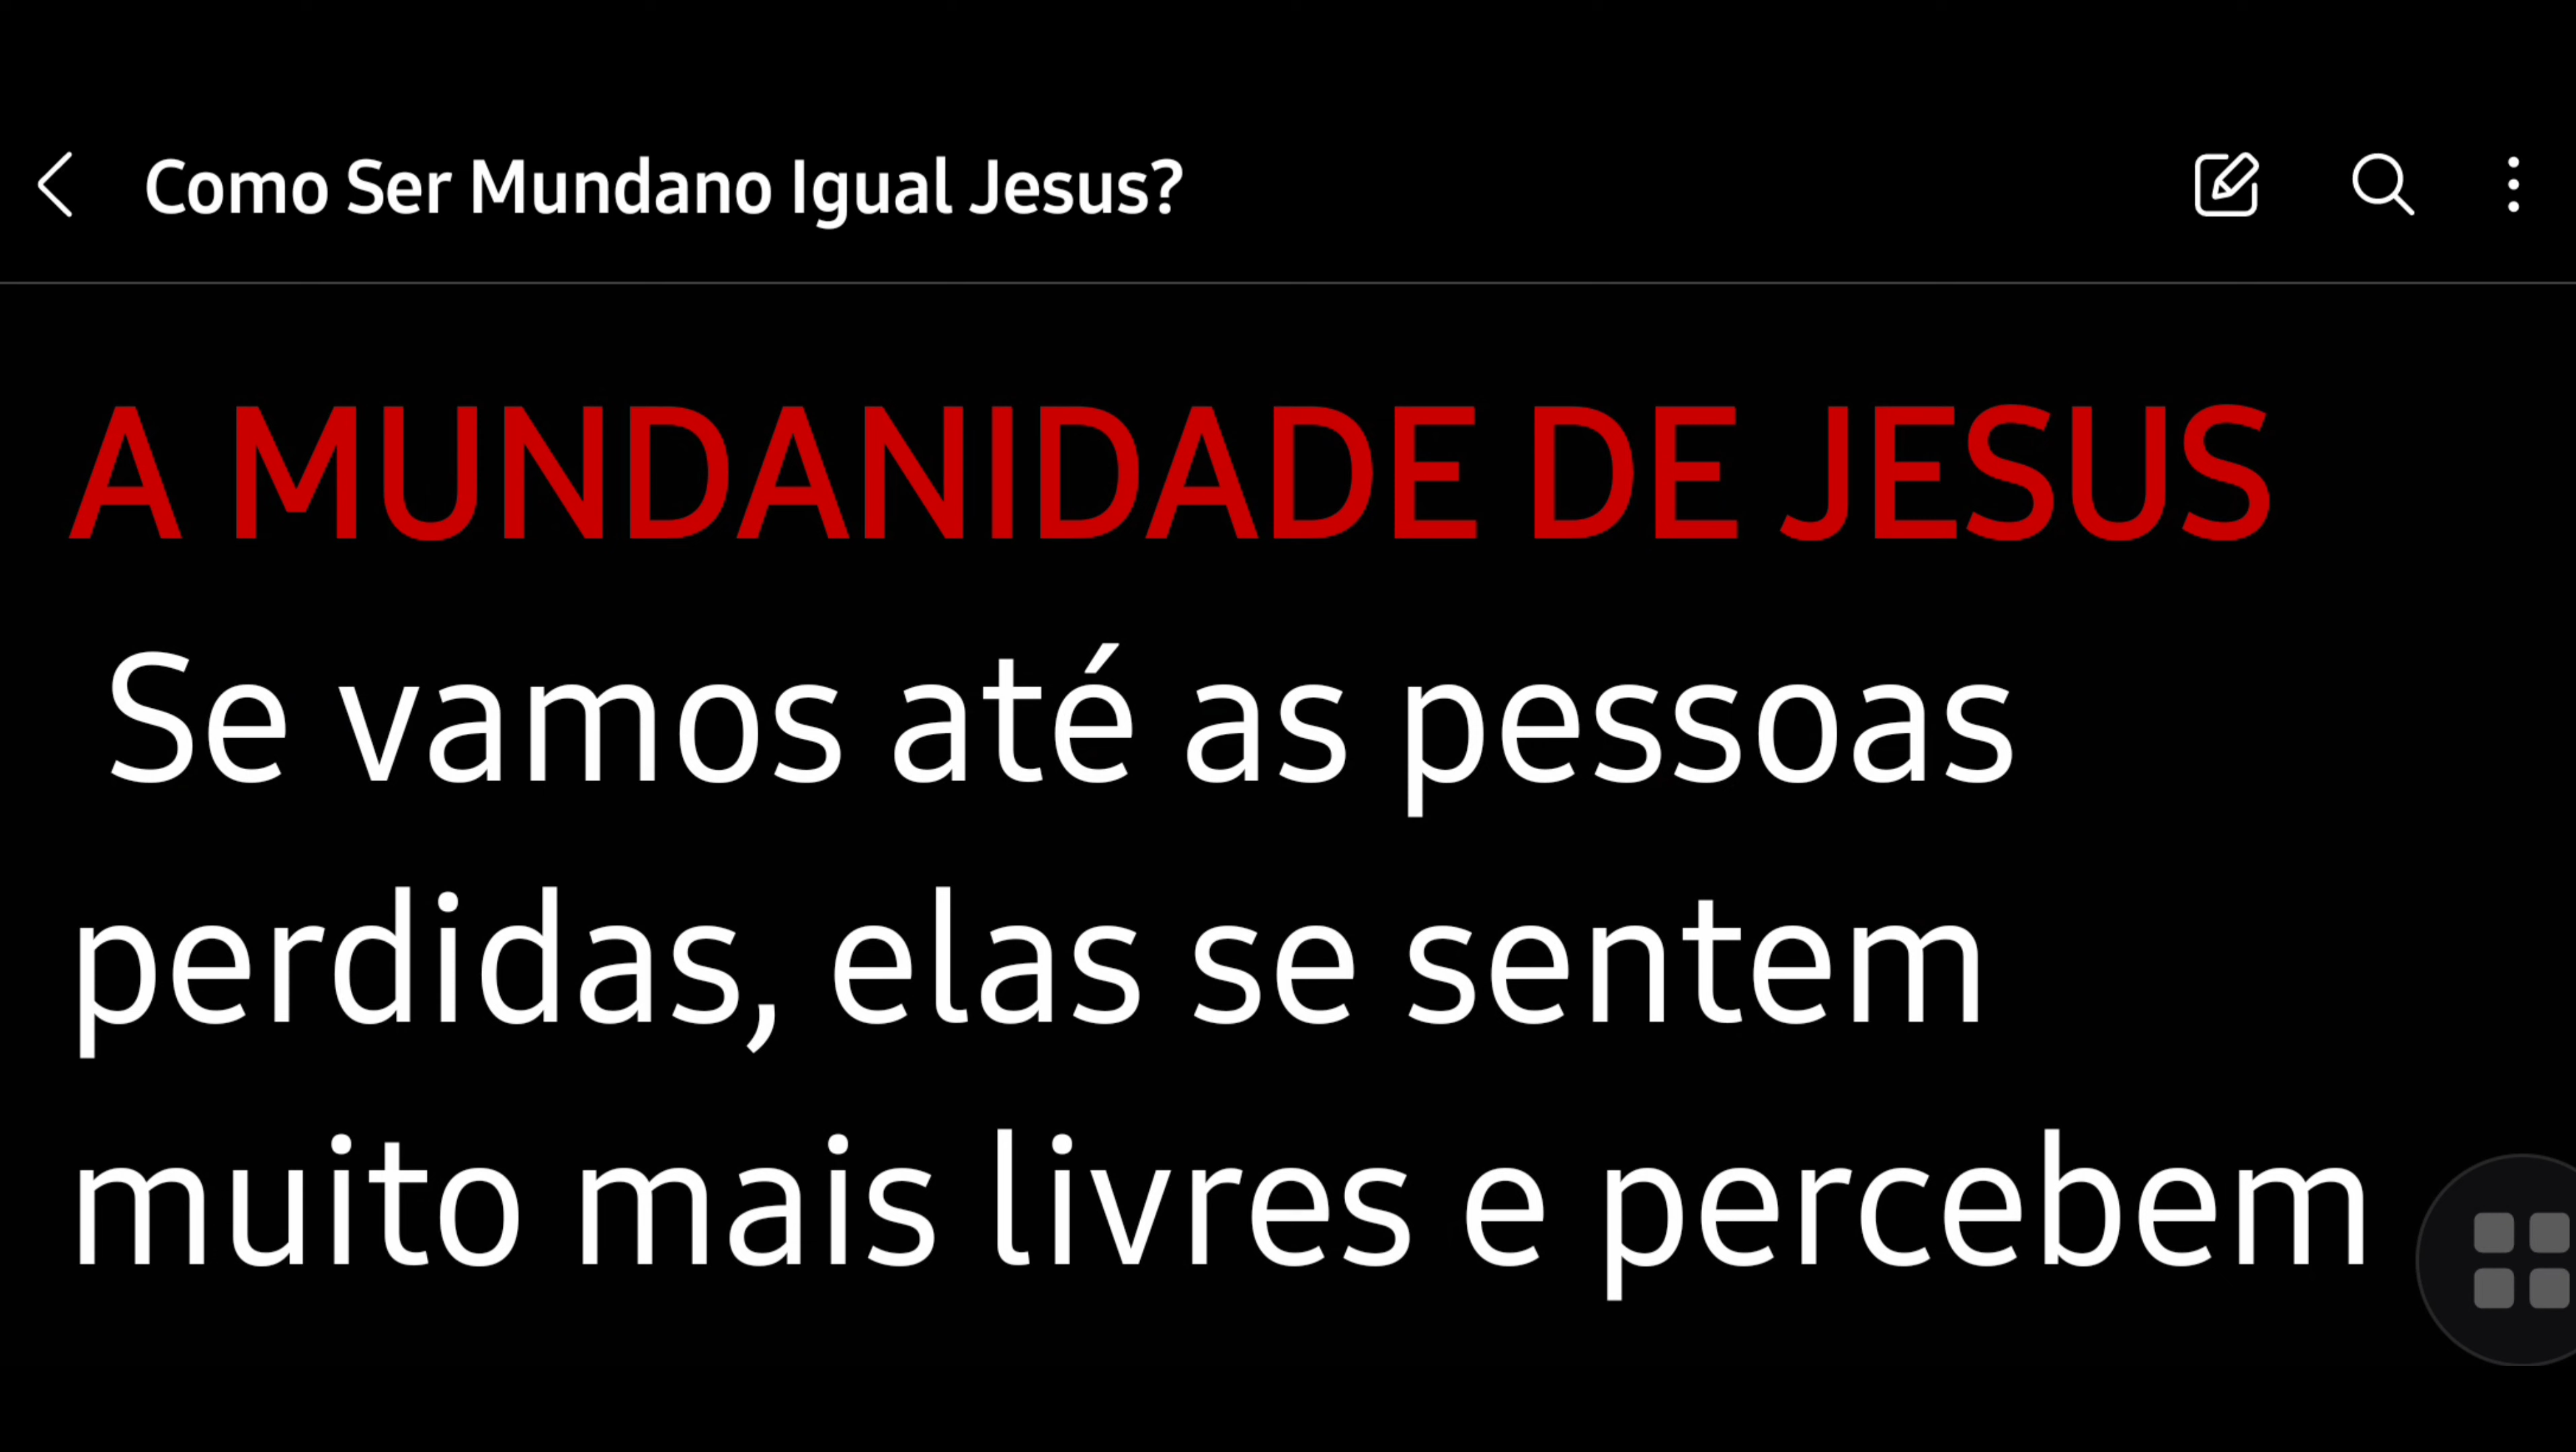 Como Ser Mundano Igual Jesus?
A MUNDANIDADE DE JESUS
Se vamos até as pessoas
perdidas, elas se sentem
muito mais livres e percebem